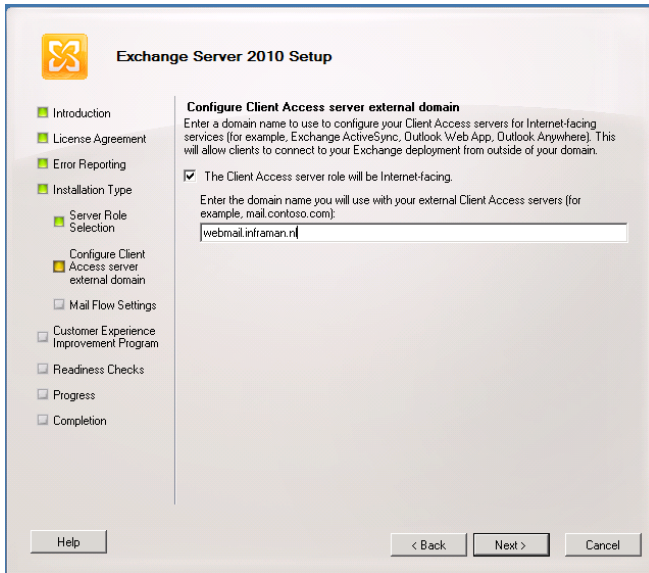 Exchange Server 2010 Setup
Introduction
License Agreement
Error Reporting
Installation Type
Server Role
Selection
Configure Client
Access server
external domain
Mail Flow Settings
Customer Experience
Improvement Program
Readiness Checks
Progress
Completion
Configure Client Access server external domain
Enter a domain name to use to configure your Client Access servers for Internet-facing
services (for example, Exchange ActiveSync, Outlook Web App, Outlook Anywhere). This
will allow clients to connect to your Exchange deployment from outside of your domain.
The Client Access server role will be Internet-facing.
Enter the domain name you will use with your external Client Access servers (for
example, mail.contoso.com):
webmail.inframan.nl
Help
< Back
Next >
Cancel